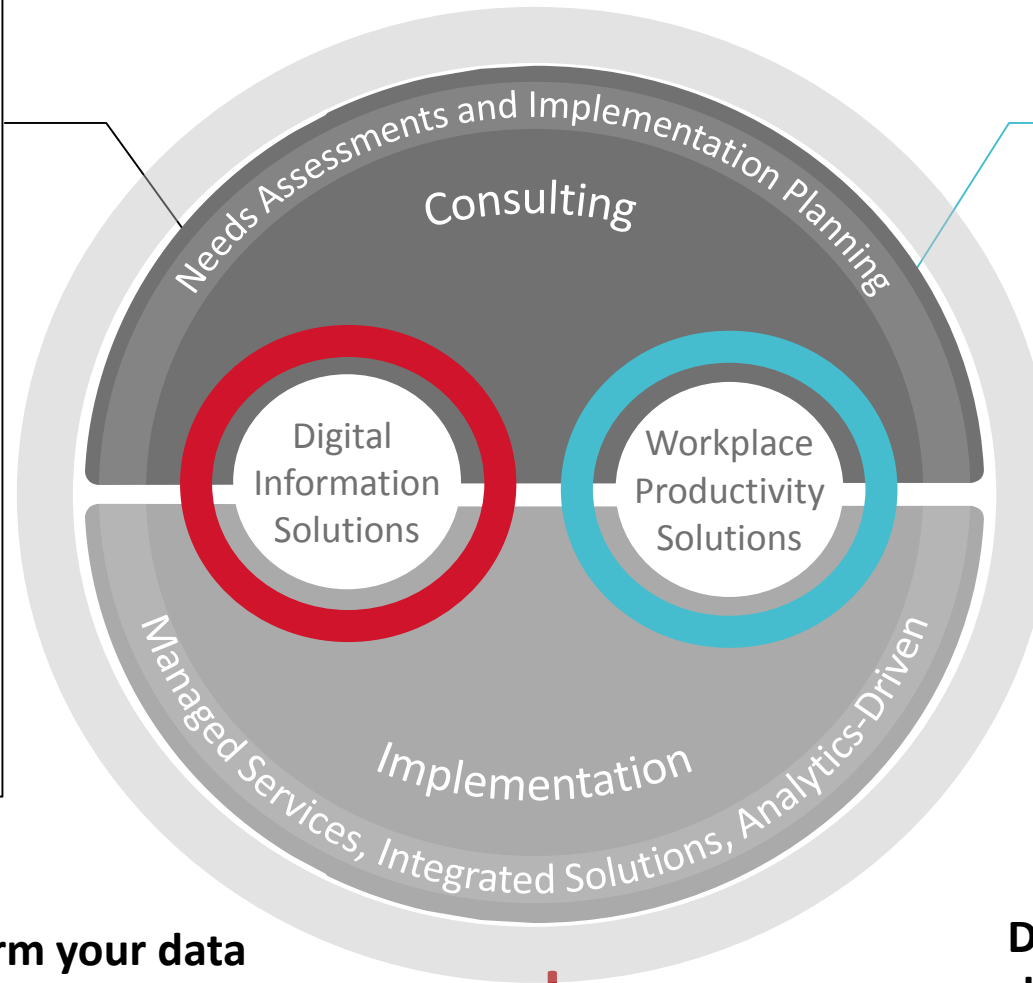 Needs Assessments and Implementation Planning
Consulting
Digital
Information
Solutions
Workplace
Productivity
Solutions
Implementation
Managed Services, Integrated Solutions, Analytics-Driven
your data